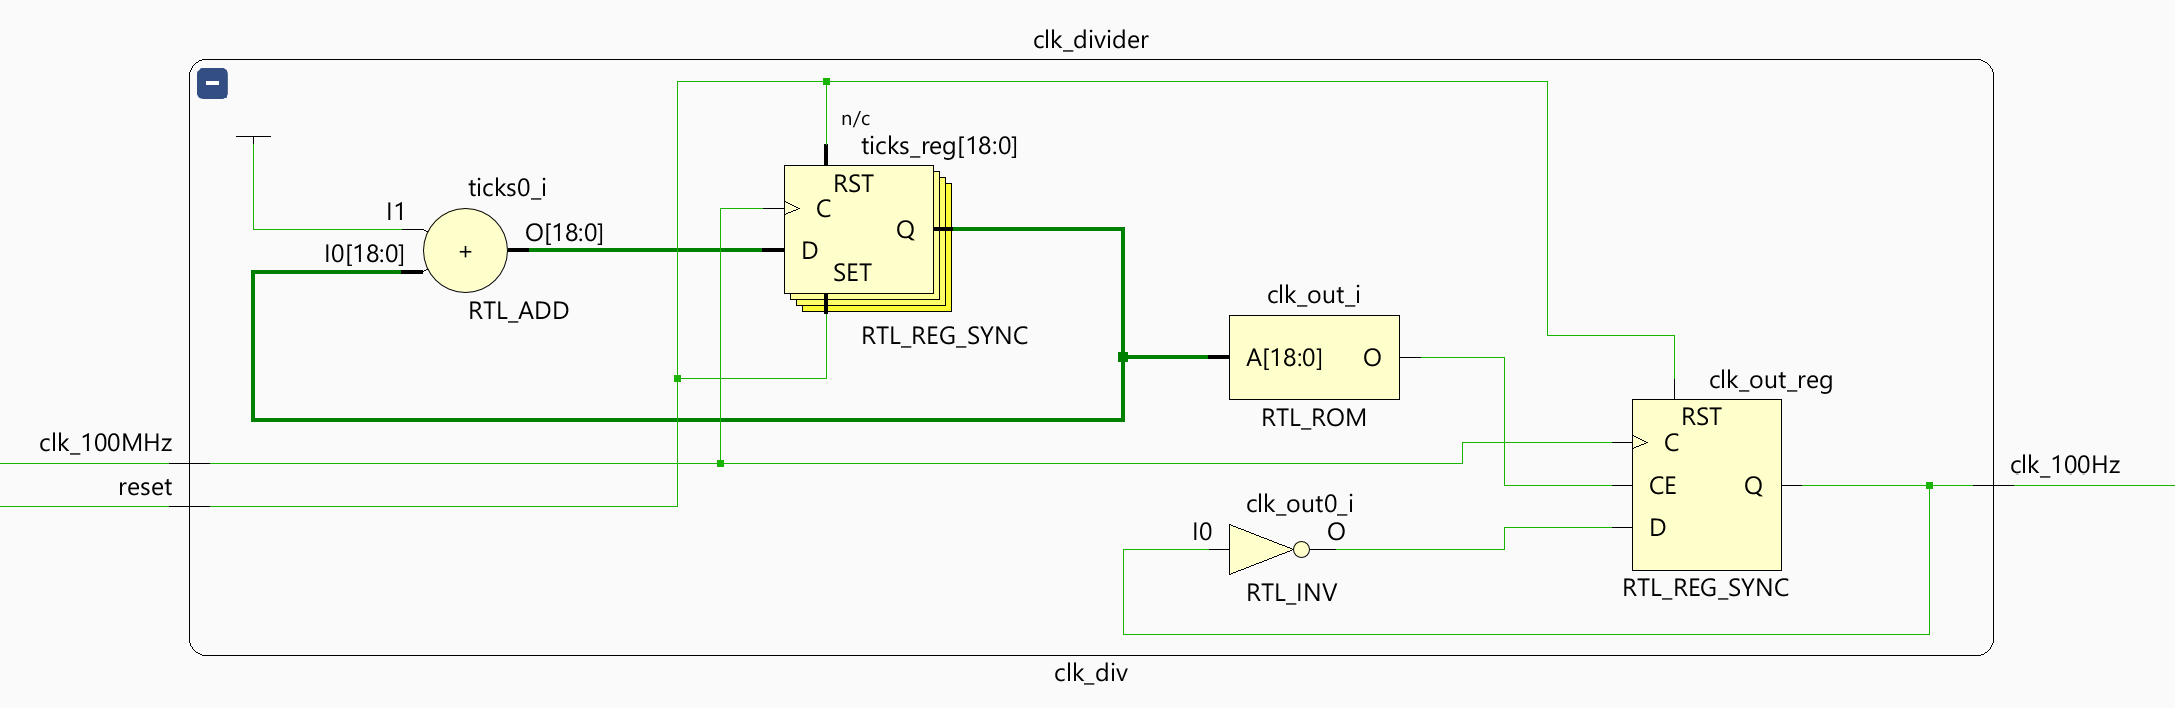 clk_divider
n/c
ticks_reg[18:0]
RST
ticks0_i
I1
C
O[18:0]
Q
I0[18:0]
+
D
SET
RTL_ADD
RTL_REG_SYNC
clk_out_i
A[18:0] O
RTL_ROM
clk_out_reg
RST
clk_100MHz
C
reset
CE Q
clk_100Hz
clk_out0_i
I0 O
D
RTL_INV
RTL_REG_SYNC
clk_div